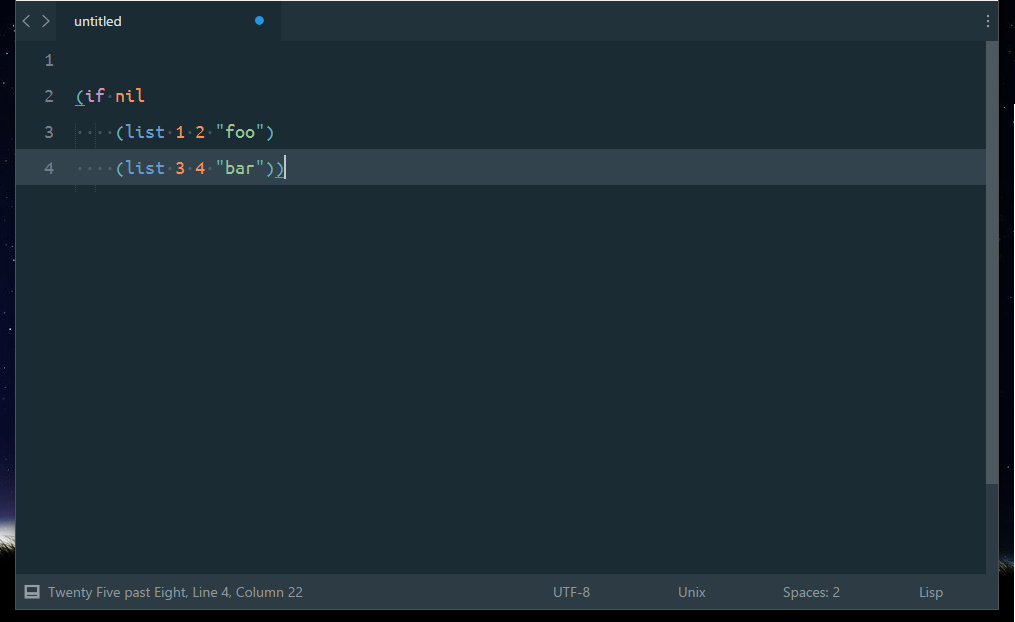 untitled
1
2 (if nil
3     (list 1 2 "foo")
4     (list 3 4 "bar"))
Twenty Five past Eight, Line 4, Column 22 UTF-8 Unix Spaces: 2 Lisp